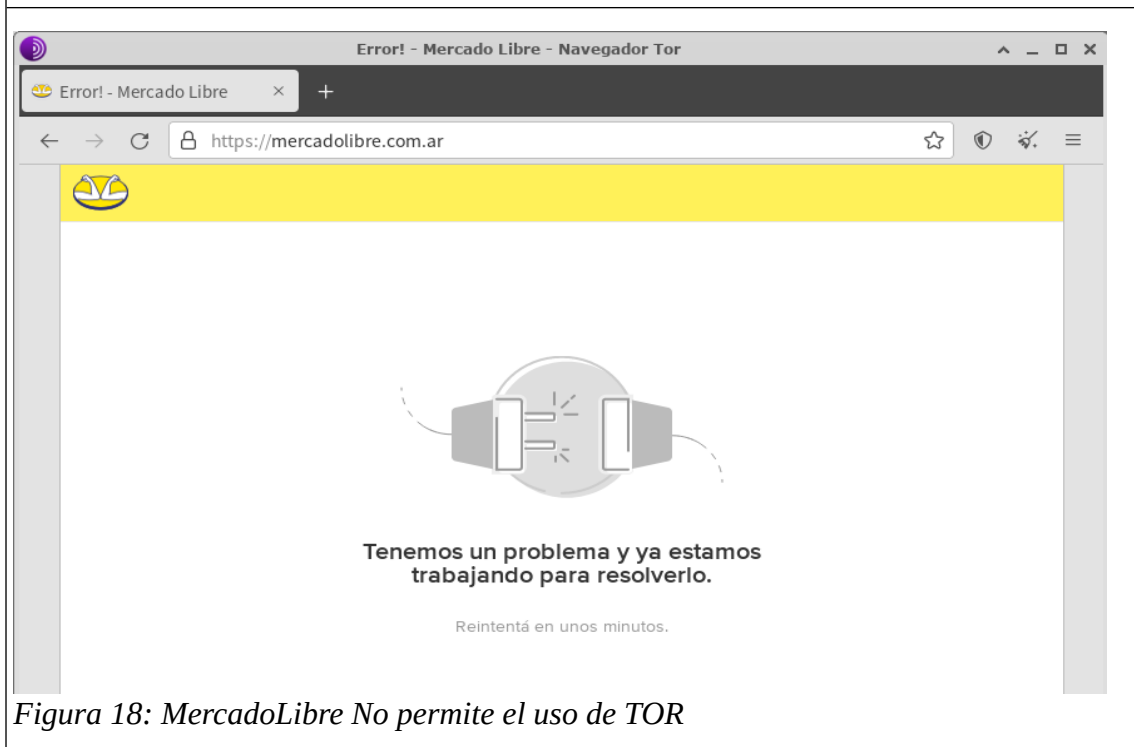 Error! - Mercado Libre - Navegador Tor
Error! - Mercado Libre
https://mercadolibre.com.ar
Tenemos un problema y ya estamos
trabajando para resolverlo.
Reintentá en unos minutos.
Figura 18: MercadoLibre No permite el uso de TOR